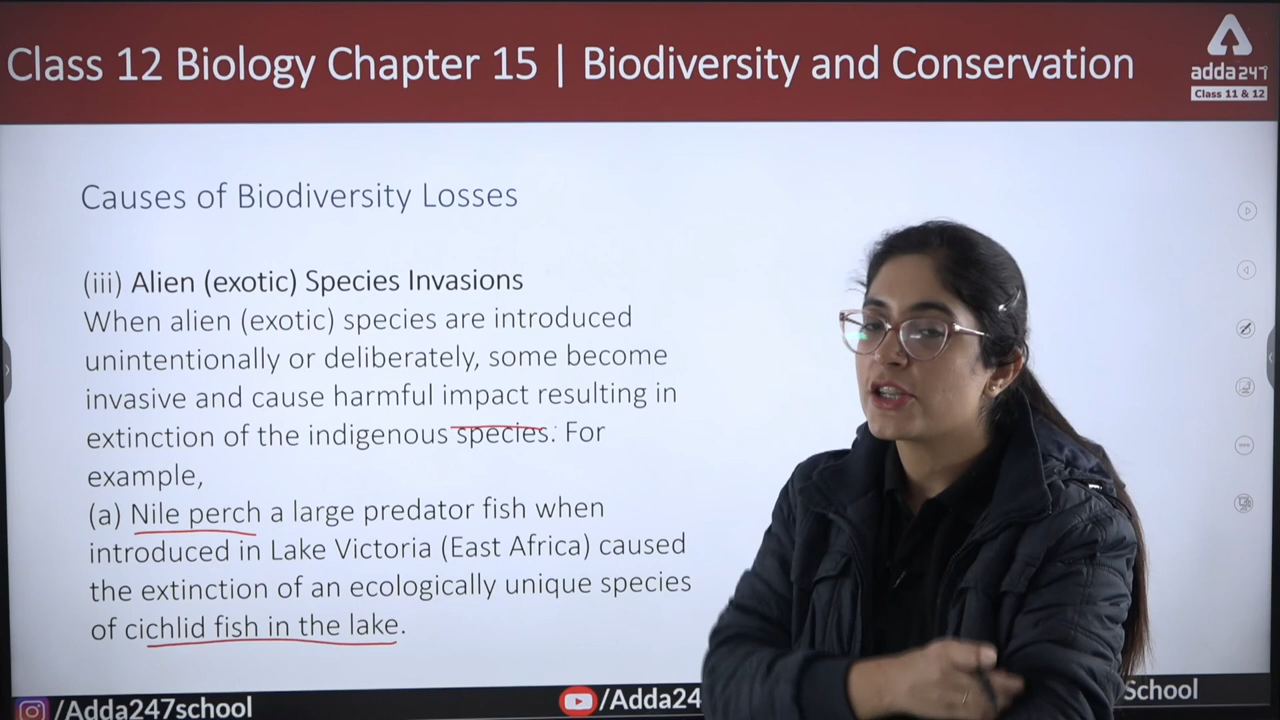 Class 12 Biology Chapter 15 | Biodiversity and Conservation
adda247
Class 11 & 12
Causes of Biodiversity Losses
(iii) Alien (exotic) Species Invasions
When alien (exotic) species are introduced
unintentionally or deliberately, some become
invasive and cause harmful impact resulting in
extinction of the indigenous species. For
example,
(a) Nile perch a large predator fish when
introduced in Lake Victoria (East Africa) caused
the extinction of an ecologically unique species
of cichlid fish in the lake.
/Adda247school
/Adda24
School